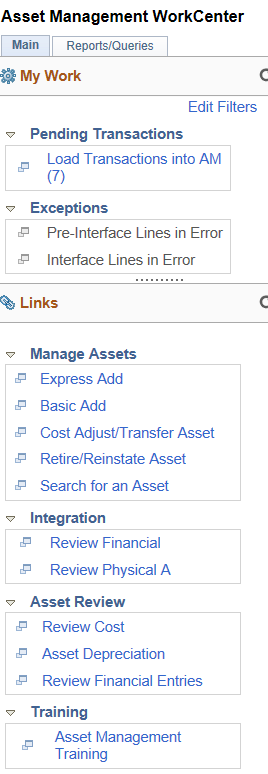 Asset Management WorkCenter
Main
Reports/Queries
My Work
Edit Filters
Pending Transactions
Load Transactions into AM
(7)
Exceptions
Pre-Interface Lines in Error
Interface Lines in Error
Links
Manage Assets
Express Add
Basic Add
Cost Adjust/Transfer Asset
Retire/Reinstate Asset
Search for an Asset
Integration
Review Financial
Review Physical A
Asset Review
Review Cost
Asset Depreciation
Review Financial Entries
Training
Asset Management
Training